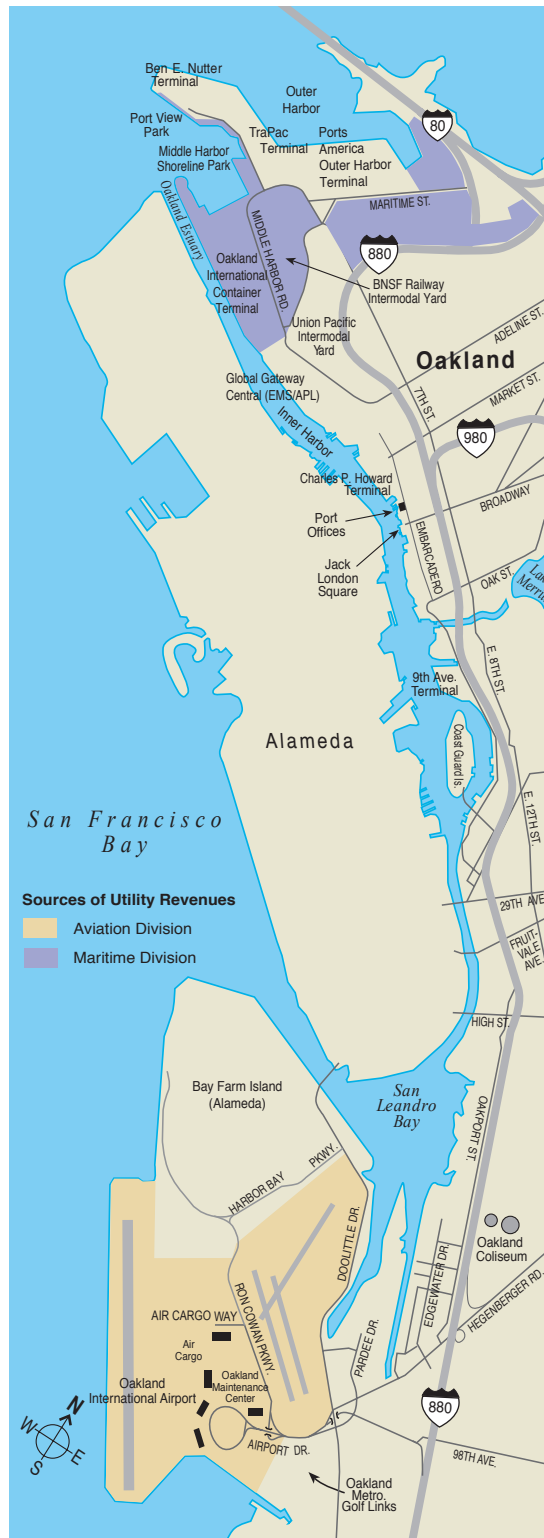 Ben E. Nutter
Terminal
Outer
Harbor
80
Port View
Park
TraPac
Terminal
Ports
America
Outer Harbor
Terminal
Middle Harbor
Shoreline Park
Oakland Estuary
MARITIME ST.
MIDDLE HARBOR RD.
880
Oakland
International
Container
Terminal
BNSF Railway
Intermodal Yard
Union Pacific
Intermodal
Yard
ADELINE ST.
Oakland
7TH ST.
MARKET ST.
Global Gateway
Central (EMS/APL)
Inner Harbor
980
Charles P. Howard
Terminal
BROADWAY
Port
Offices
EMBARCADERO
Jack
London
Square
OAK ST.
Lake
E. 8TH ST.
9th Ave.
Terminal
Alameda
Coast Guard Is.
E. 12TH ST.
San Francisco
Bay
Sources of Utility Revenues
Aviation Division
Maritime Division
29TH AVE.
FRUIT-
VALE
AVE.
HIGH ST.
Bay Farm Island
(Alameda)
San
Leandro
Bay
OAKPORT ST.
HARBOR BAY PKWY.
DOOLITTLE DR.
Oakland
Coliseum
EDGEWATER DR.
HEGENBERGER RD.
RON COWAN PKWY.
AIR CARGO WAY
PARDEE DR.
Air
Cargo
Oakland
Maintenance
Center
Oakland
International Airport
880
N
W
E
S
AIRPORT DR.
98TH AVE.
Oakland
Metro.
Golf Links